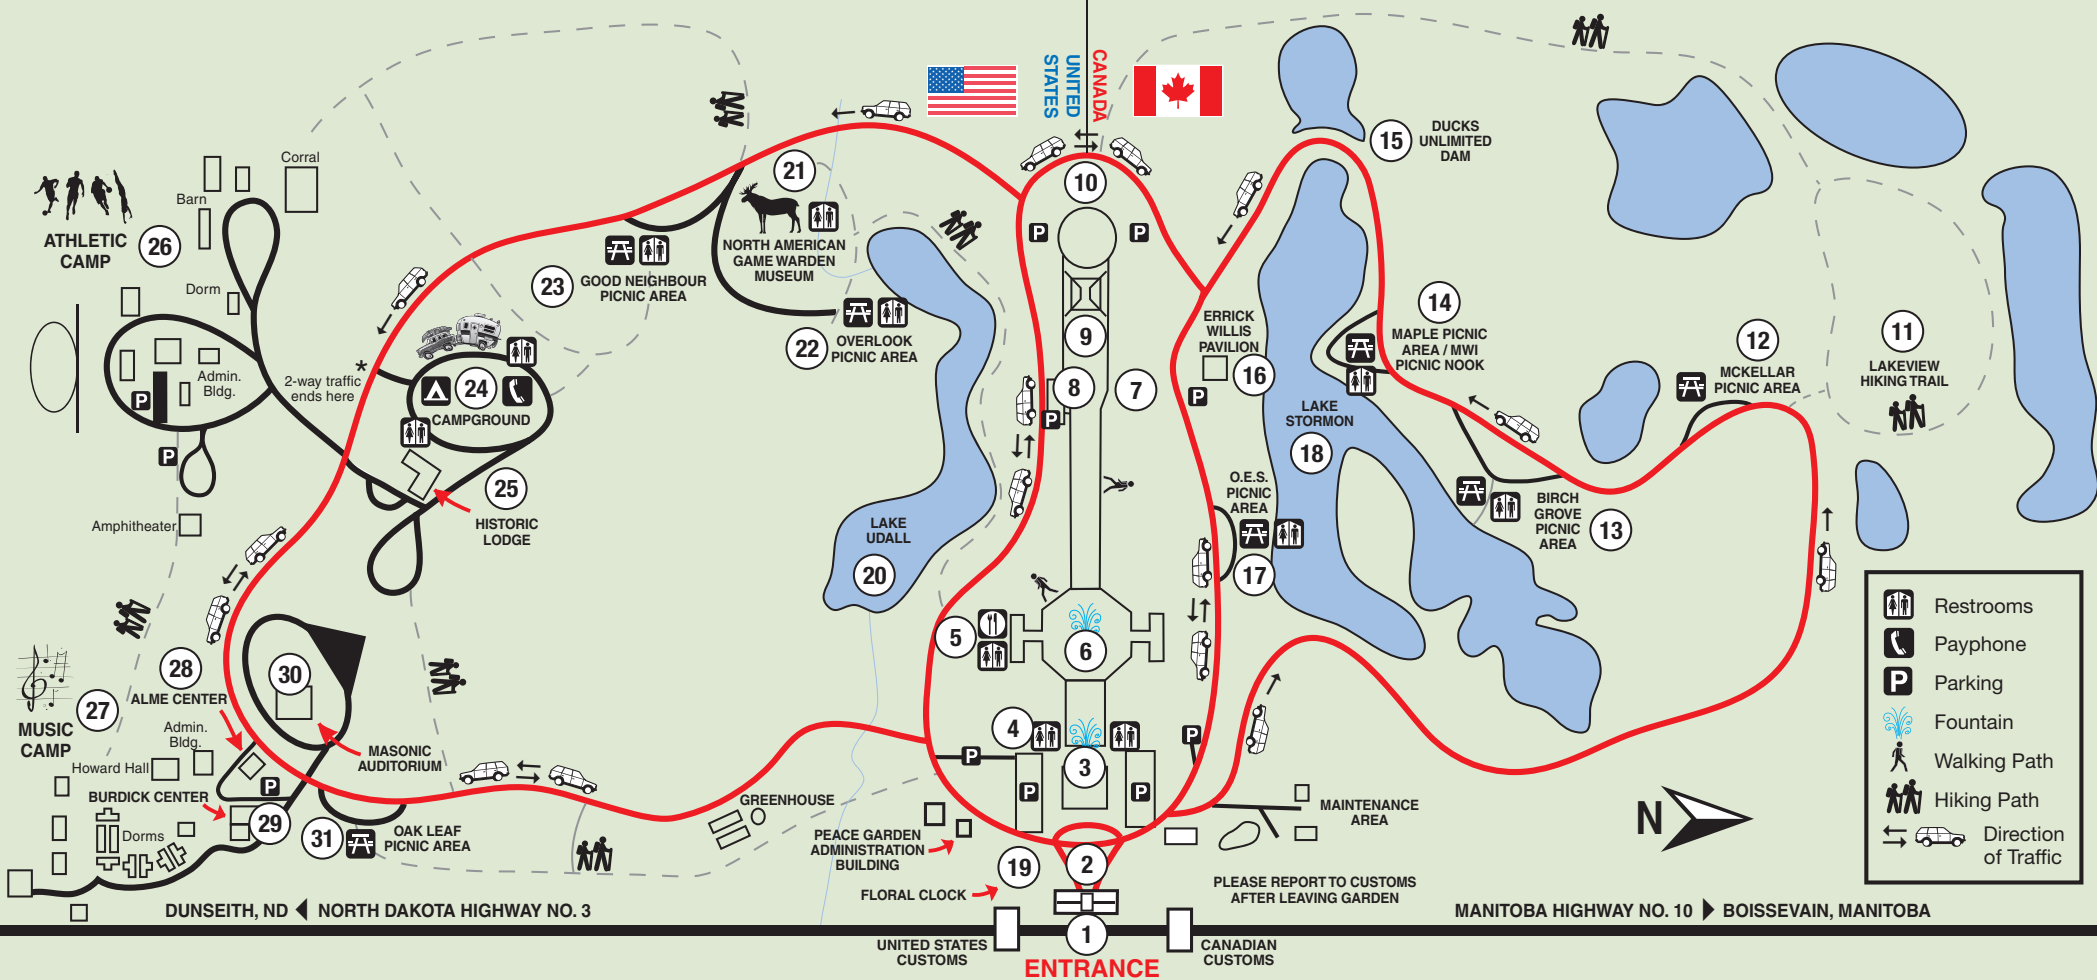 UNITED
STATES
CANADA
10
15
DUCKS
UNLIMITED
DAM
21
NORTH AMERICAN
GAME WARDEN
MUSEUM
Corral
Barn
ATHLETIC
CAMP
26
Dorm
Admin.
Bldg.
P
P
Amphitheater
23
GOOD NEIGHBOUR
PICNIC AREA
22
OVERLOOK
PICNIC AREA
*
2-way traffic
ends here
24
CAMPGROUND
25
HISTORIC
LODGE
LAKE
UDALL
20
P
P
9
8
7
P
ERRICK
WILLIS
PAVILION
16
P
14
MAPLE PICNIC
AREA / MWI
PICNIC NOOK
LAKE
STORMON
18
12
MCKELLAR
PICNIC AREA
11
LAKEVIEW
HIKING TRAIL
O.E.S.
PICNIC
AREA
17
BIRCH
GROVE
PICNIC
AREA
13
5
6
4
3
P
P
P
P
28
ALME CENTER
30
MASONIC
AUDITORIUM
MUSIC
CAMP
27
Admin.
Bldg.
Howard Hall
P
BURDICK CENTER
29
Dorms
31
OAK LEAF
PICNIC AREA
GREENHOUSE
PEACE GARDEN
ADMINISTRATION
BUILDING
19
FLORAL CLOCK
2
MAINTENANCE
AREA
PLEASE REPORT TO CUSTOMS
AFTER LEAVING GARDEN
N
Restrooms
Payphone
P Parking
Fountain
Walking Path
Hiking Path
Direction
of Traffic
DUNSEITH, ND
NORTH DAKOTA HIGHWAY NO. 3
MANITOBA HIGHWAY NO. 10
BOISSEVAIN, MANITOBA
UNITED STATES
CUSTOMS
1
CANADIAN
CUSTOMS
ENTRANCE